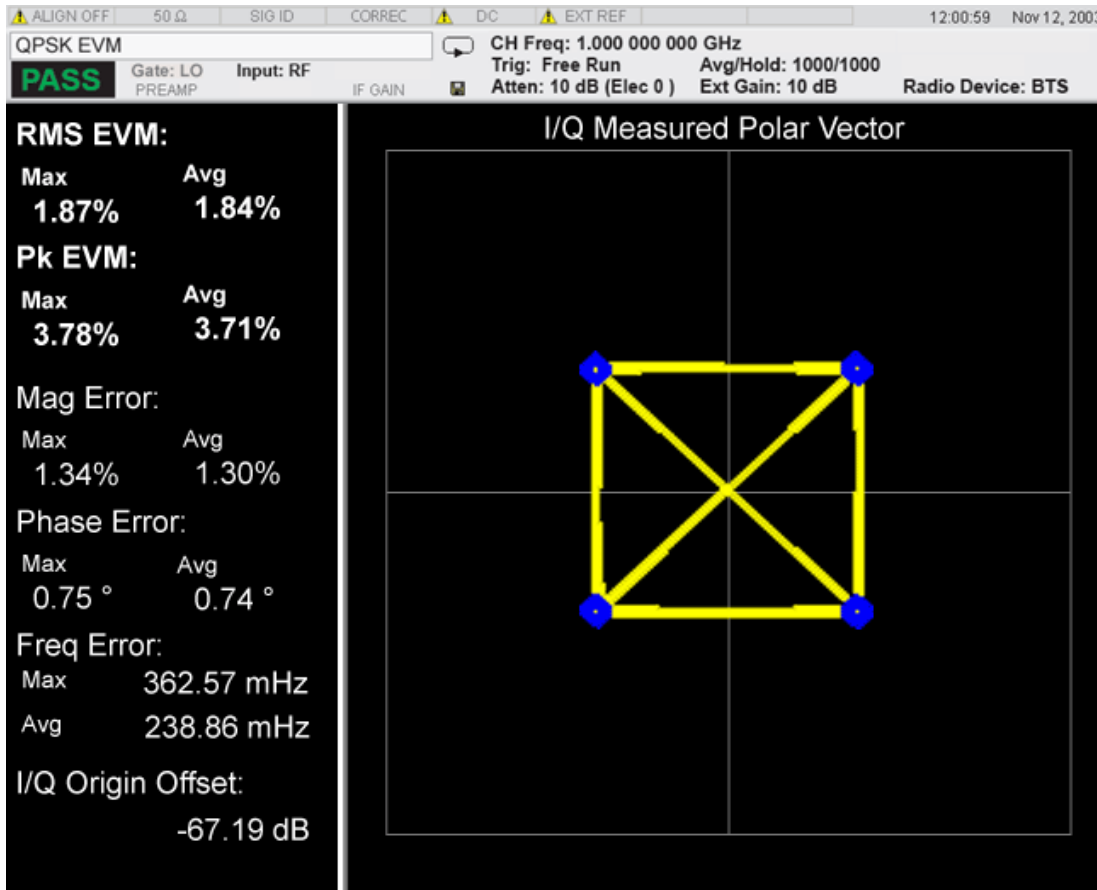 ALIGN OFF 50 Ω SIG ID CORREC DC EXT REF 12:00:59 Nov 12, 2003
QPSK EVM
CH Freq: 1.000 000 000 GHz
PASS Gate: LO Input: RF Trig: Free Run Avg/Hold: 1000/1000
PREAMP IF GAIN Atten: 10 dB (Elec 0 ) Ext Gain: 10 dB Radio Device: BTS
RMS EVM:
Max Avg
1.87% 1.84%
Pk EVM:
Max Avg
3.78% 3.71%
Mag Error:
Max Avg
1.34% 1.30%
Phase Error:
Max Avg
0.75 ° 0.74 °
Freq Error:
Max 362.57 mHz
Avg 238.86 mHz
I/Q Origin Offset:
-67.19 dB
I/Q Measured Polar Vector